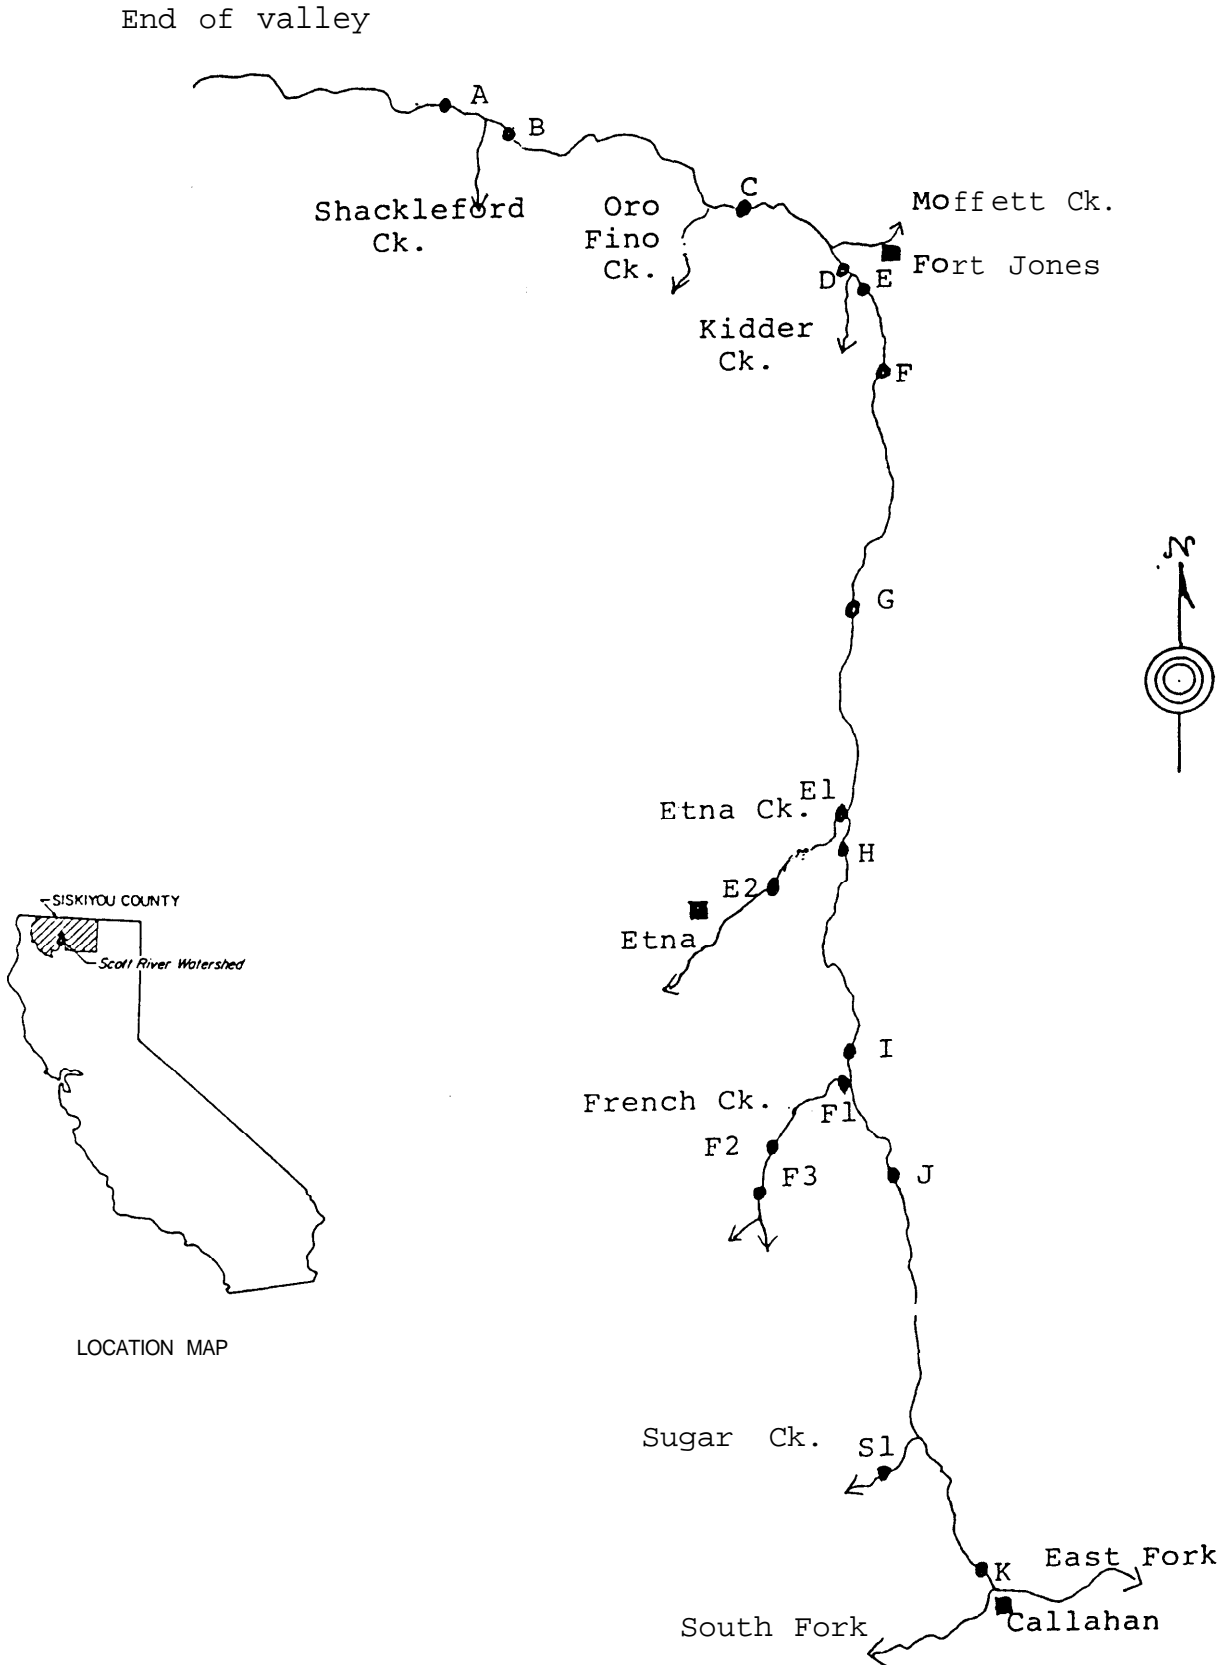 End of valley
A
B
Shackleford
Ck.
Oro
Fino
Ck.
C
Moffett Ck.
Fort Jones
D
E
Kidder
Ck.
F
N
G
E1
Etna Ck.
H
E2
Etna
SISKIYOU COUNTY
Scott River Watershed
I
French Ck.
F1
F2
F3
J
LOCATION MAP
Sugar Ck.
S1
K
East Fork
Callahan
South Fork